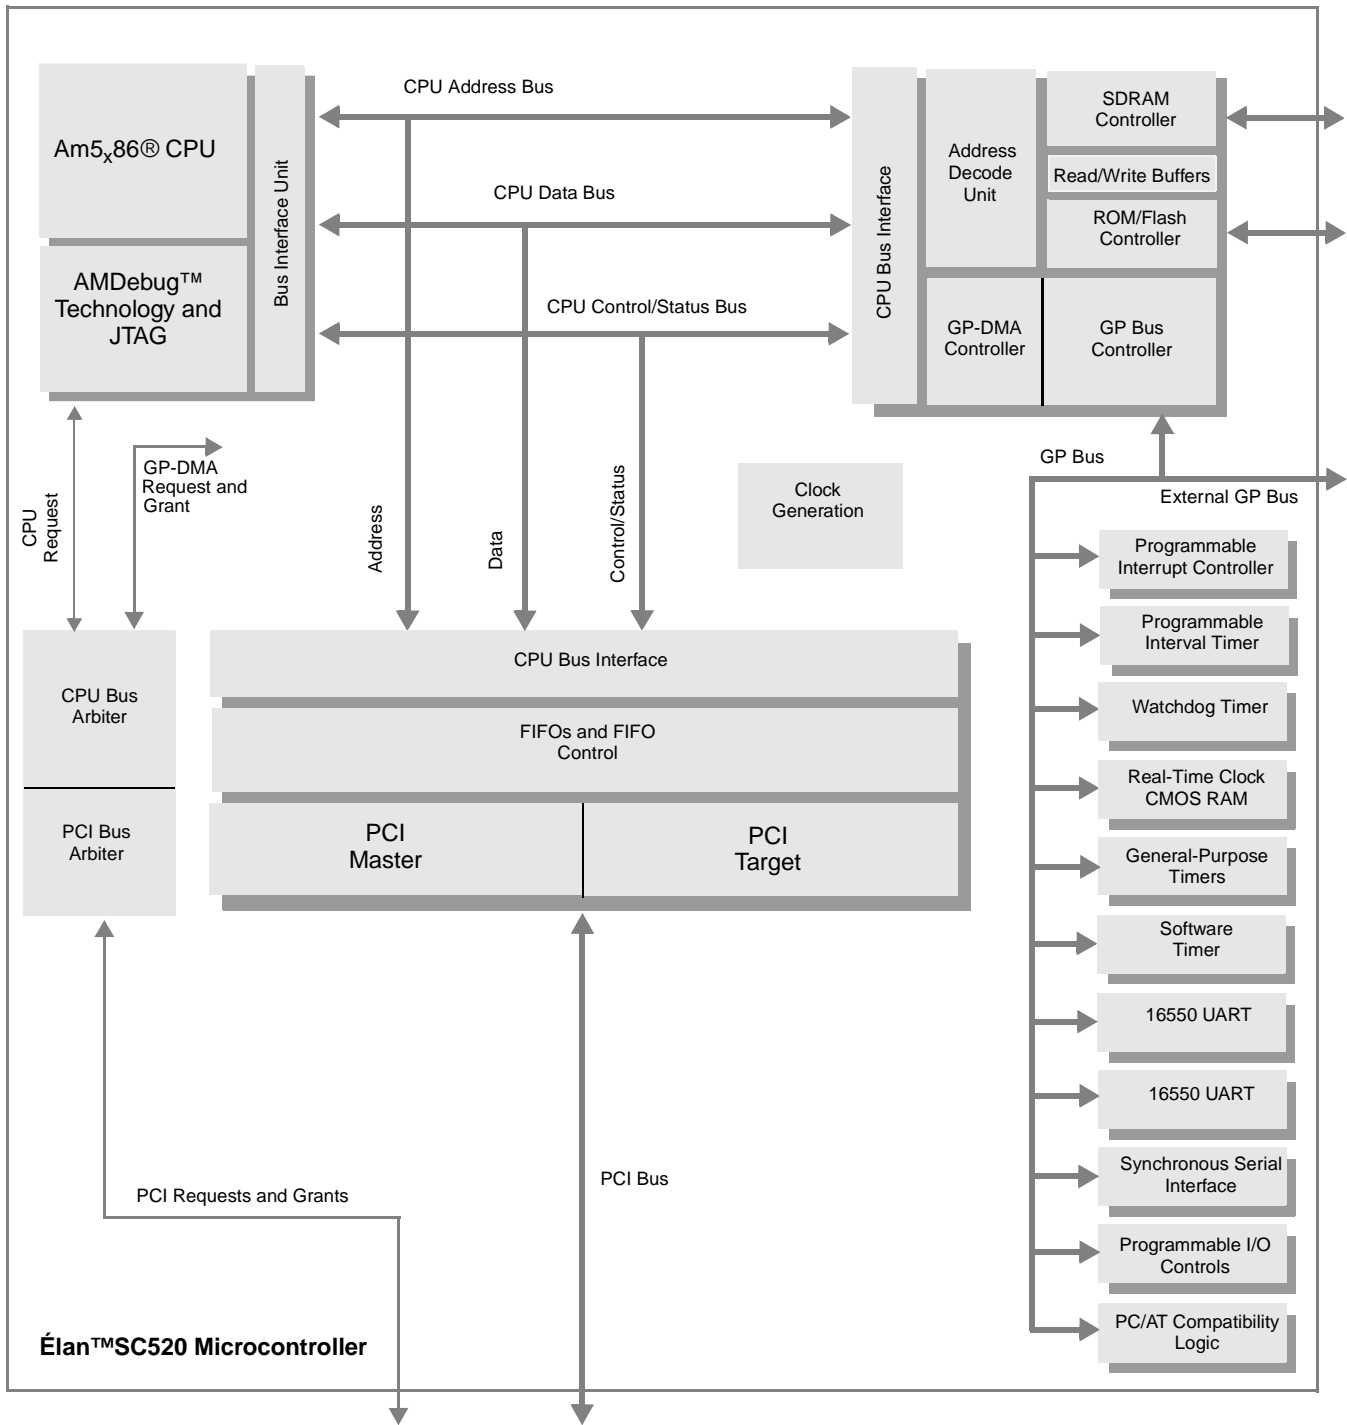 CPU Address Bus
Am5x86® CPU
Bus Interface Unit
AMDebug™
Technology and
JTAG
CPU Data Bus
CPU Control/Status Bus
CPU Bus Interface
Address
Decode
Unit
SDRAM
Controller
Read/Write Buffers
ROM/Flash
Controller
GP-DMA
Controller
GP Bus
Controller
CPU
Request
GP-DMA
Request and
Grant
Address
Data
Control/Status
Clock
Generation
GP Bus
External GP Bus
CPU Bus
Arbiter
PCI Bus
Arbiter
CPU Bus Interface
FIFOs and FIFO
Control
PCI
Master
PCI
Target
Programmable
Interrupt Controller
Programmable
Interval Timer
Watchdog Timer
Real-Time Clock
CMOS RAM
General-Purpose
Timers
Software
Timer
16550 UART
16550 UART
Synchronous Serial
Interface
Programmable I/O
Controls
PC/AT Compatibility
Logic
PCI Requests and Grants
PCI Bus
Élan™SC520 Microcontroller